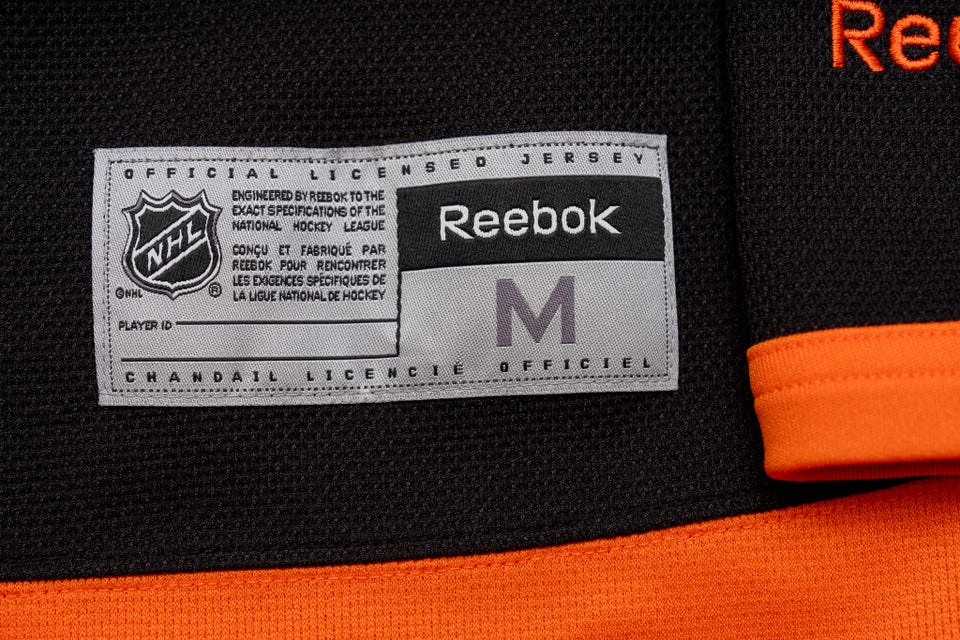 Ree
OFFICIAL LICENSED JERSEY
NHL
ENGINEERED BY REEBOK TO THE
EXACT SPECIFICATIONS OF THE
NATIONAL HOCKEY LEAGUE
CONÇU ET FABRIQUÉ PAR
REEBOK POUR RENCONTRER
LES EXIGENCES SPÉCIFIQUES DE
LA LIGUE NATIONAL DE HOCKEY
©NHL ®
Reebok
M
PLAYER ID
CHANDAIL LICENCIÉ OFFICIEL